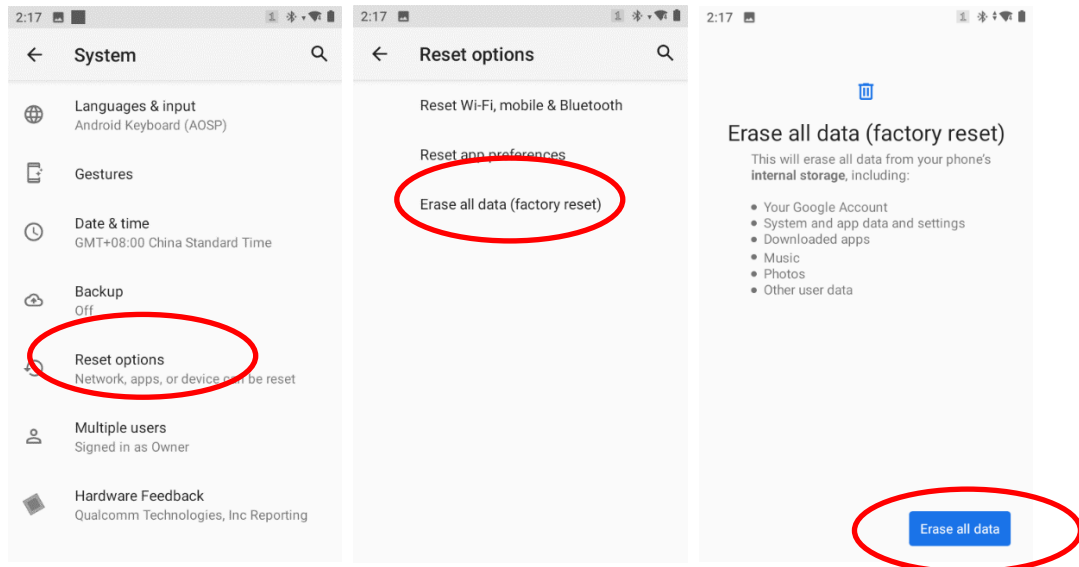 2:17
System
Languages & input
Android Keyboard (AOSP)
Gestures
Date & time
GMT+08:00 China Standard Time
Backup
Off
Reset options
Network, apps, or device can be reset
Multiple users
Signed in as Owner
Hardware Feedback
Qualcomm Technologies, Inc Reporting
2:17
Reset options
Reset Wi-Fi, mobile & Bluetooth
Reset app preferences
Erase all data (factory reset)
2:17
Erase all data (factory reset)
This will erase all data from your phone's
internal storage, including:
• Your Google Account
• System and app data and settings
• Downloaded apps
• Music
• Photos
• Other user data
Erase all data